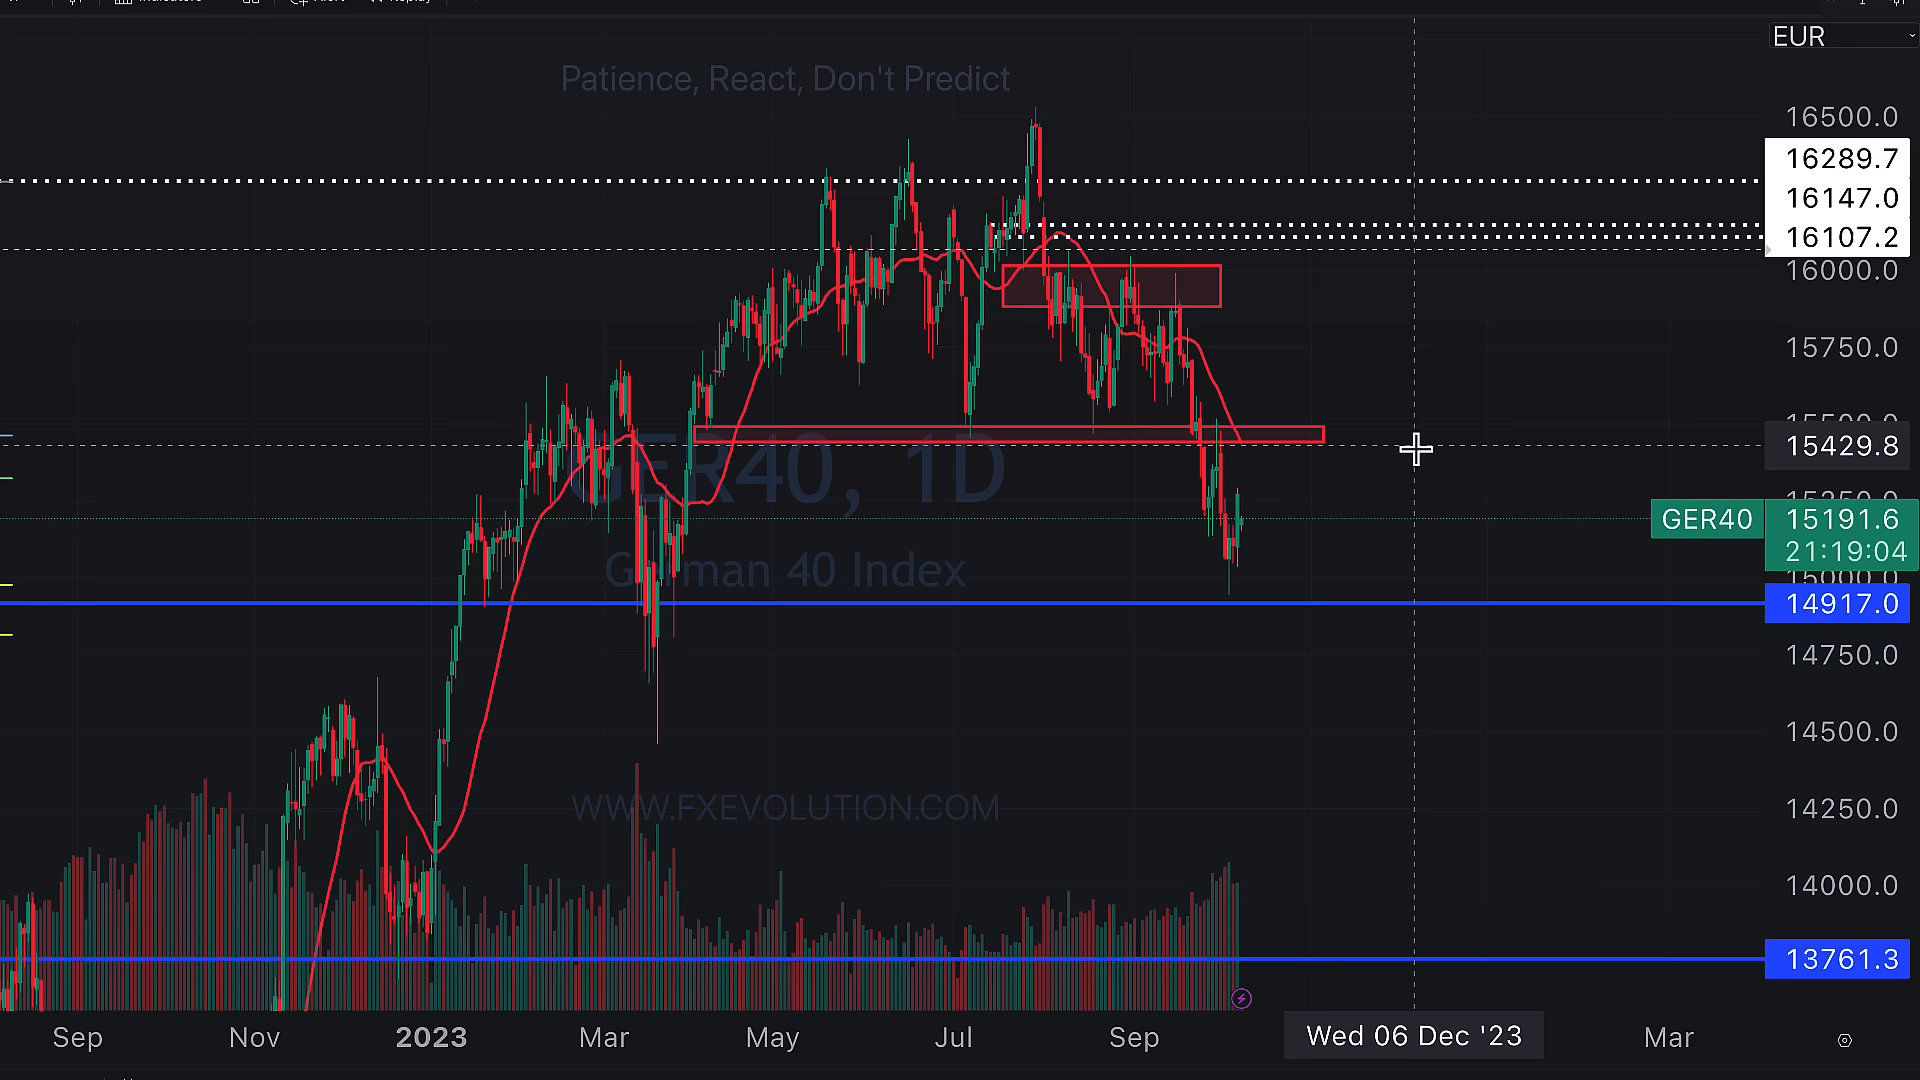 EUR
Patience, React, Don't Predict
16500.0
16289.7
16147.0
16107.2
16000.0
15750.0
15429.8
GER40, 1D
GER40 15191.6
21:19:04
German 40 Index
15000.0
14917.0
14750.0
14500.0
WWW.FXEVOLUTION.COM
14250.0
14000.0
13761.3
Sep Nov 2023 Mar May Jul Sep Wed 06 Dec '23 Mar